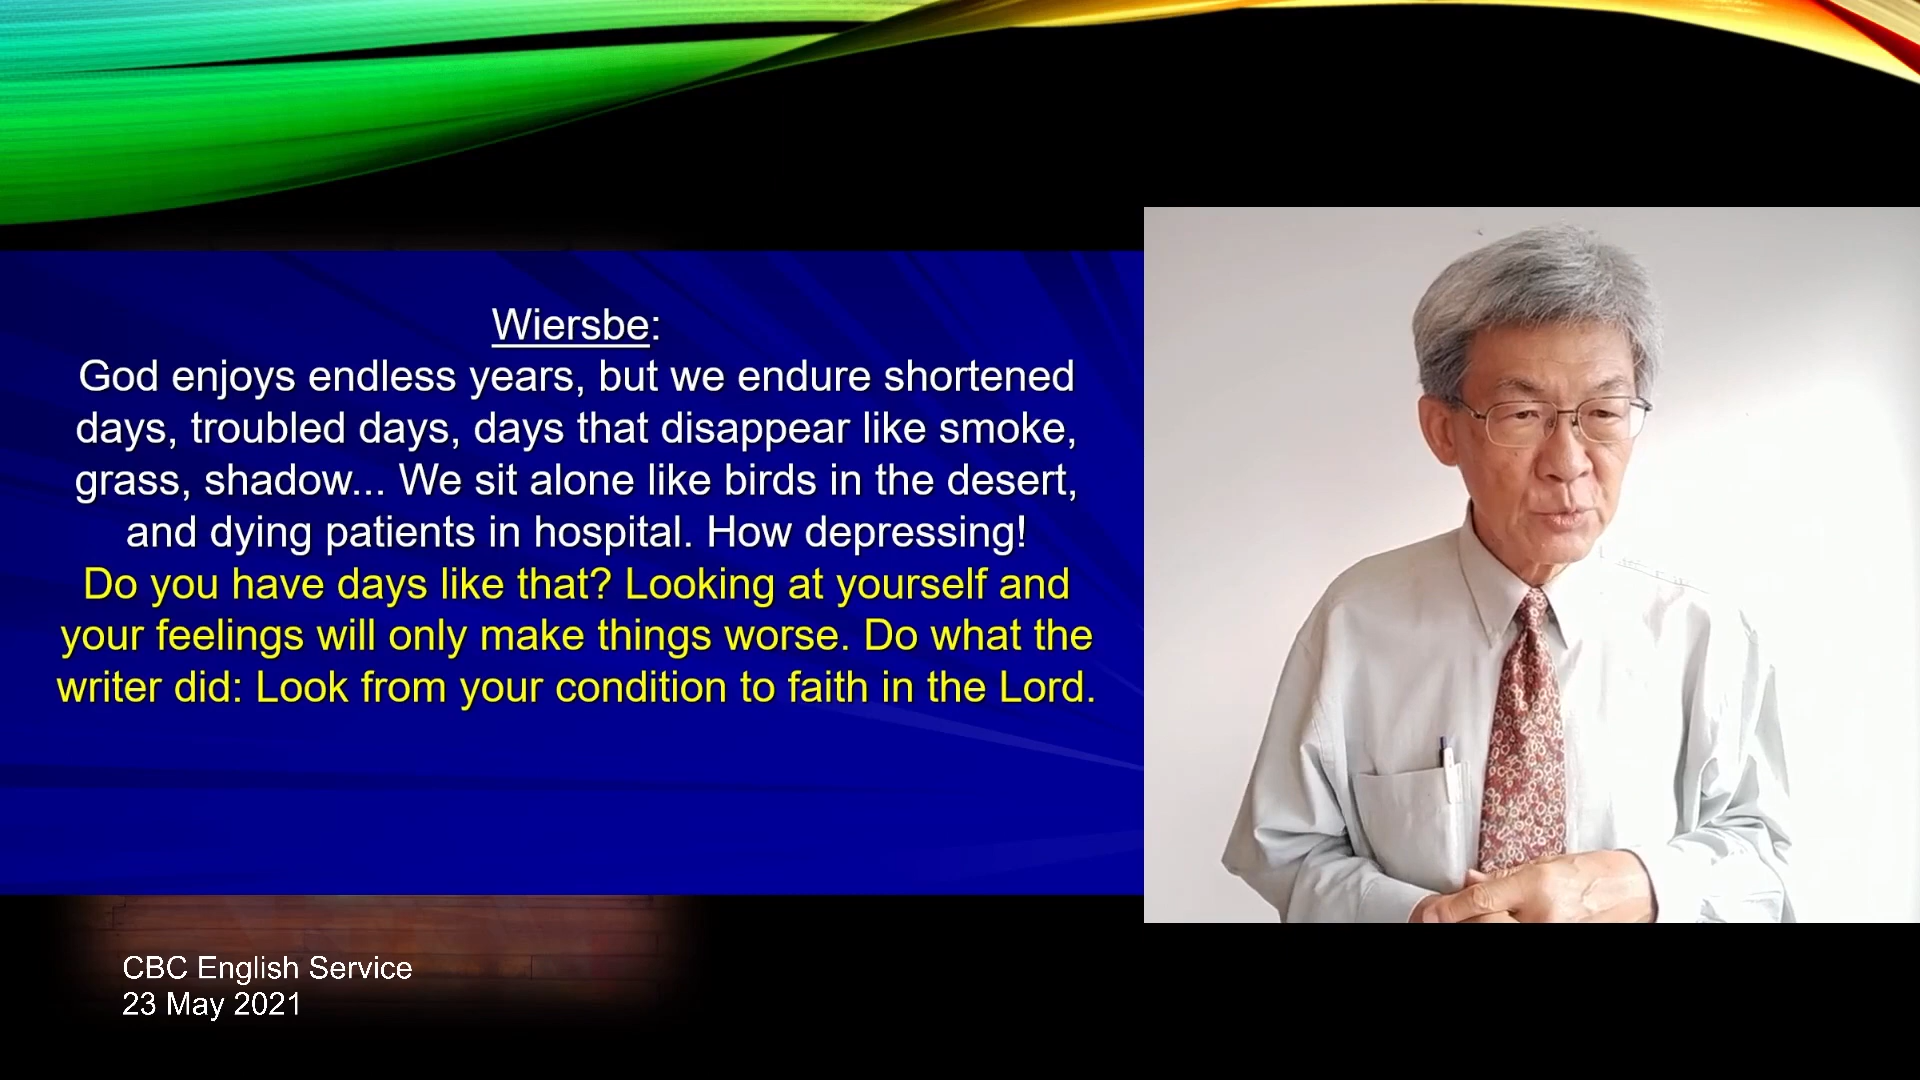 Wiersbe:
God enjoys endless years, but we endure shortened
days, troubled days, days that disappear like smoke,
grass, shadow... We sit alone like birds in the desert,
and dying patients in hospital. How depressing!
Do you have days like that? Looking at yourself and
your feelings will only make things worse. Do what the
writer did: Look from your condition to faith in the Lord.
CBC English Service
23 May 2021